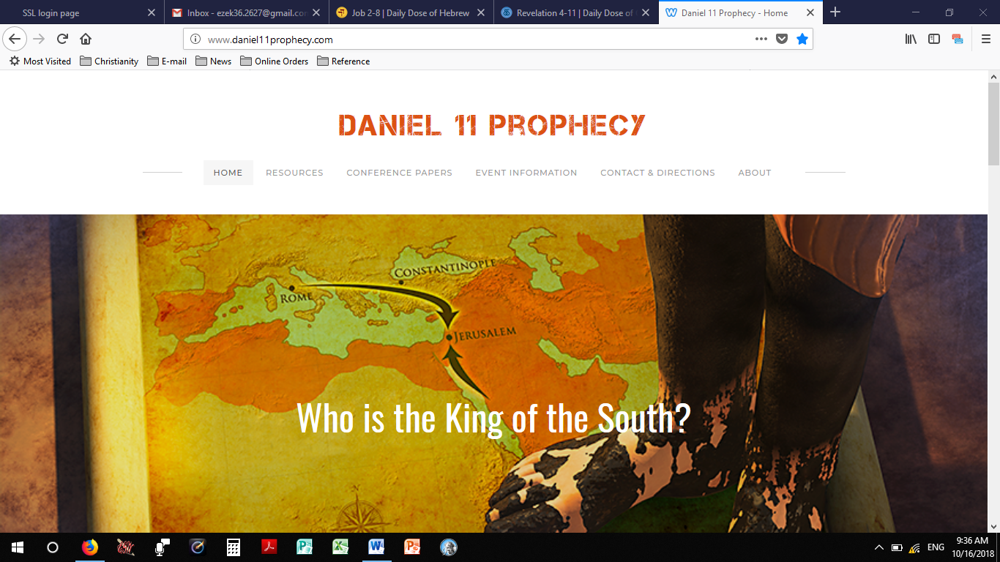 SSL login page
Inbox - ezek36.2627@gmail.co
Job 2-8 | Daily Dose of Hebrew
Revelation 4-11 | Daily Dose of
Daniel 11 Prophecy - Home
www.daniel11prophecy.com
Most Visited
Christianity
E-mail
News
Online Orders
Reference
DANIEL 11 PROPHECY
HOME
RESOURCES
CONFERENCE PAPERS
EVENT INFORMATION
CONTACT & DIRECTIONS
ABOUT
CONSTANTINOPLE
ROME
JERUSALEM
Who is the King of the South?
ENG
9:36 AM
10/16/2018